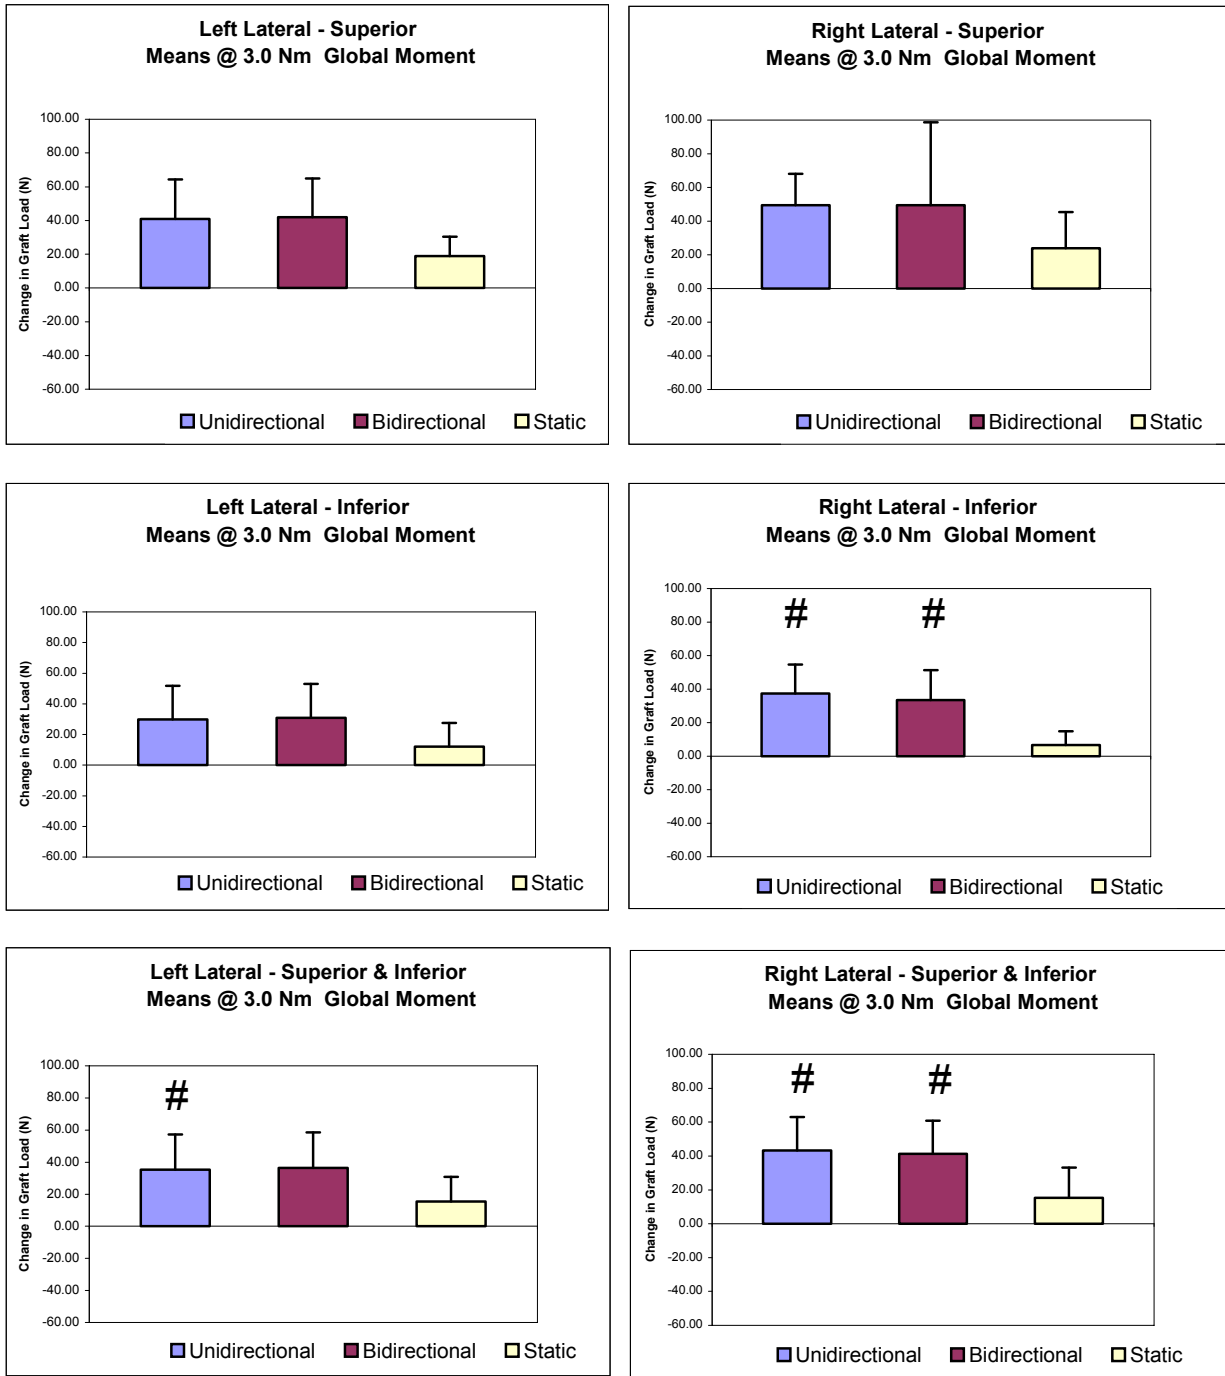 Left Lateral - Superior
Means @ 3.0 Nm  Global Moment
Change in Graft Load (N)
100.00
80.00
60.00
40.00
20.00
0.00
-20.00
-40.00
-60.00
Unidirectional Bidirectional Static
Right Lateral - Superior
Means @ 3.0 Nm  Global Moment
Change in Graft Load (N)
100.00
80.00
60.00
40.00
20.00
0.00
-20.00
-40.00
-60.00
Unidirectional Bidirectional Static
Left Lateral - Inferior
Means @ 3.0 Nm  Global Moment
Change in Graft Load (N)
100.00
80.00
60.00
40.00
20.00
0.00
-20.00
-40.00
-60.00
Unidirectional Bidirectional Static
Right Lateral - Inferior
Means @ 3.0 Nm  Global Moment
Change in Graft Load (N)
100.00
80.00
60.00
40.00
20.00
0.00
-20.00
-40.00
-60.00
# #
Unidirectional Bidirectional Static
Left Lateral - Superior & Inferior
Means @ 3.0 Nm  Global Moment
Change in Graft Load (N)
100.00
80.00
60.00
40.00
20.00
0.00
-20.00
-40.00
-60.00
#
Unidirectional Bidirectional Static
Right Lateral - Superior & Inferior
Means @ 3.0 Nm  Global Moment
Change in Graft Load (N)
100.00
80.00
60.00
40.00
20.00
0.00
-20.00
-40.00
-60.00
# #
Unidirectional Bidirectional Static